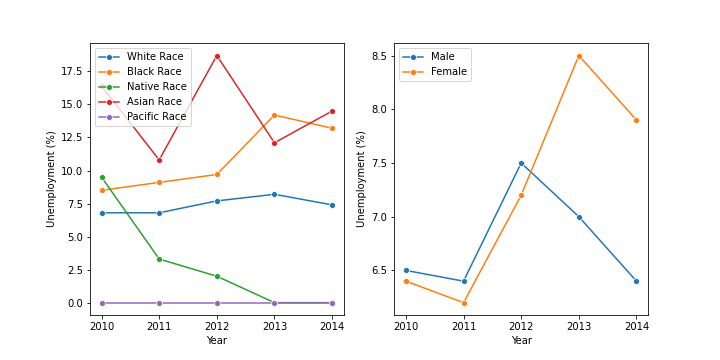 White Race
Black Race
Native Race
Asian Race
Pacific Race
17.5
15.0
12.5
10.0
7.5
5.0
2.5
0.0
Unemployment (%)
2010 2011 2012 2013 2014
Year
Male
Female
8.5
8.0
7.5
7.0
6.5
Unemployment (%)
2010 2011 2012 2013 2014
Year